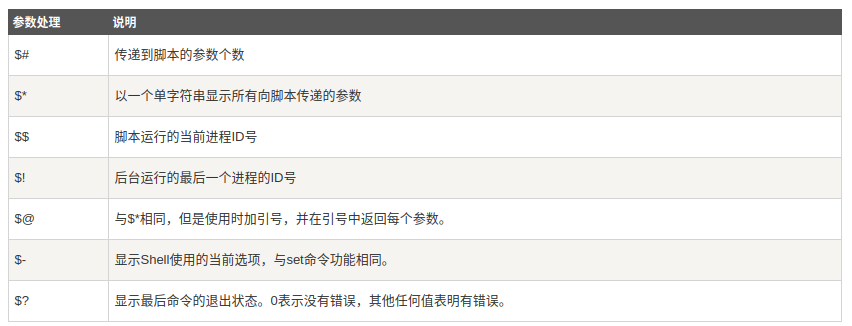 参数处理 说明
$# 传递到脚本的参数个数
$* 以一个单字符串显示所有向脚本传递的参数
$$ 脚本运行的当前进程ID号
$! 后台运行的最后一个进程的ID号
$@ 与$*相同，但是使用时加引号，并在引号中返回每个参数。
$- 显示Shell使用的当前选项，与set命令功能相同。
$? 显示最后命令的退出状态。0表示没有错误，其他任何值表明有错误。